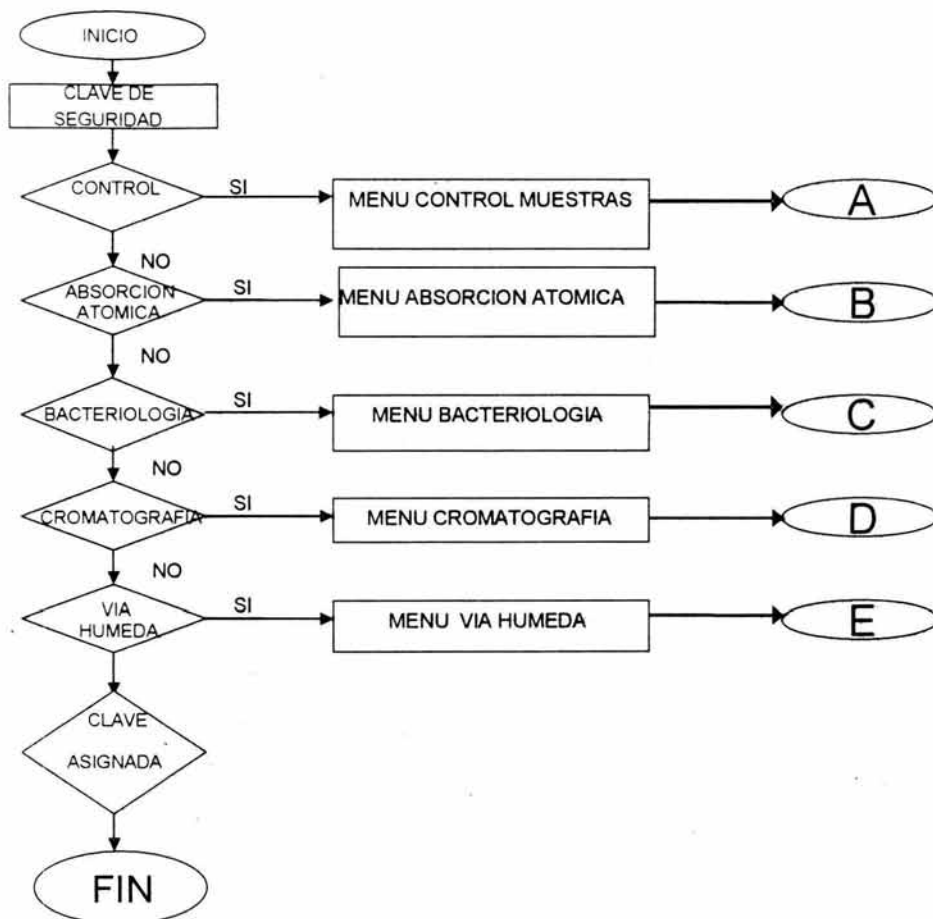 INICIO
CLAVE DE
SEGURIDAD
CONTROL
SI
MENU CONTROL MUESTRAS
A
NO
ABSORCION
ATOMICA
SI
MENU ABSORCION ATOMICA
B
NO
BACTERIOLOGIA
SI
MENU BACTERIOLOGIA
C
NO
CROMATOGRAFIA
SI
MENU CROMATOGRAFIA
D
NO
VIA
HUMEDA
SI
MENU VIA HUMEDA
E
CLAVE
ASIGNADA
FIN